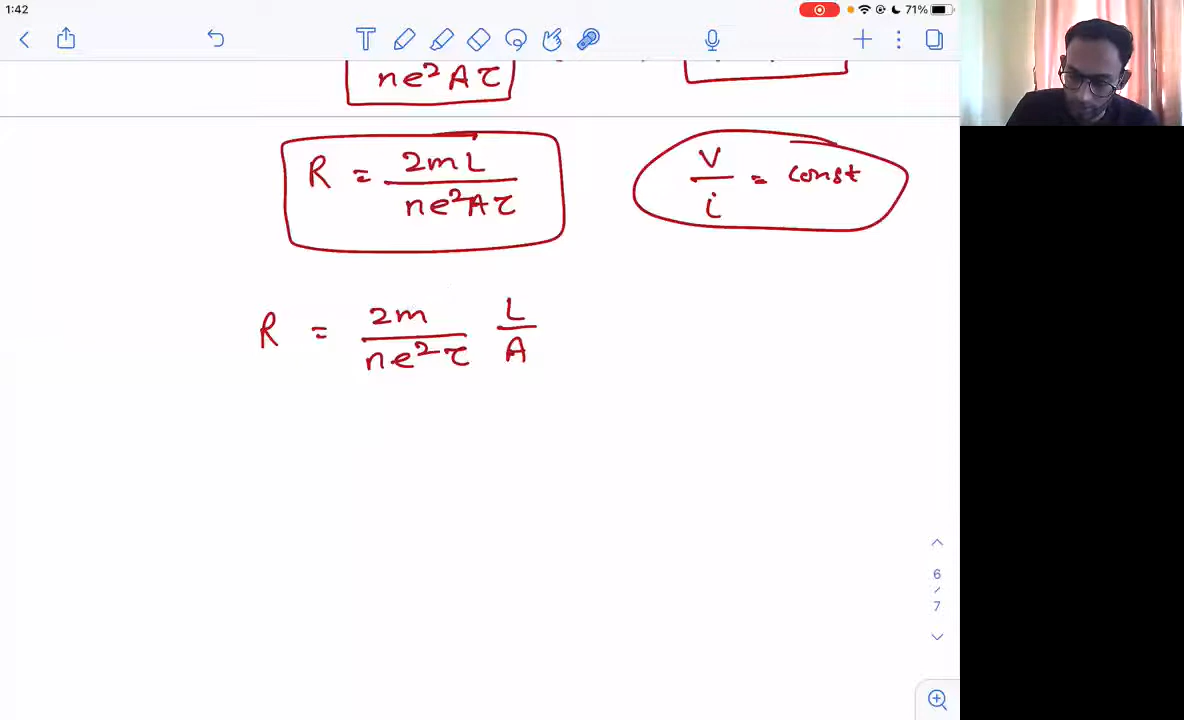 1:42 71%
ne²Aτ
R = 2mL / ne²Aτ
V / i = const
R = 2m / ne²τ L / A
6
/
7